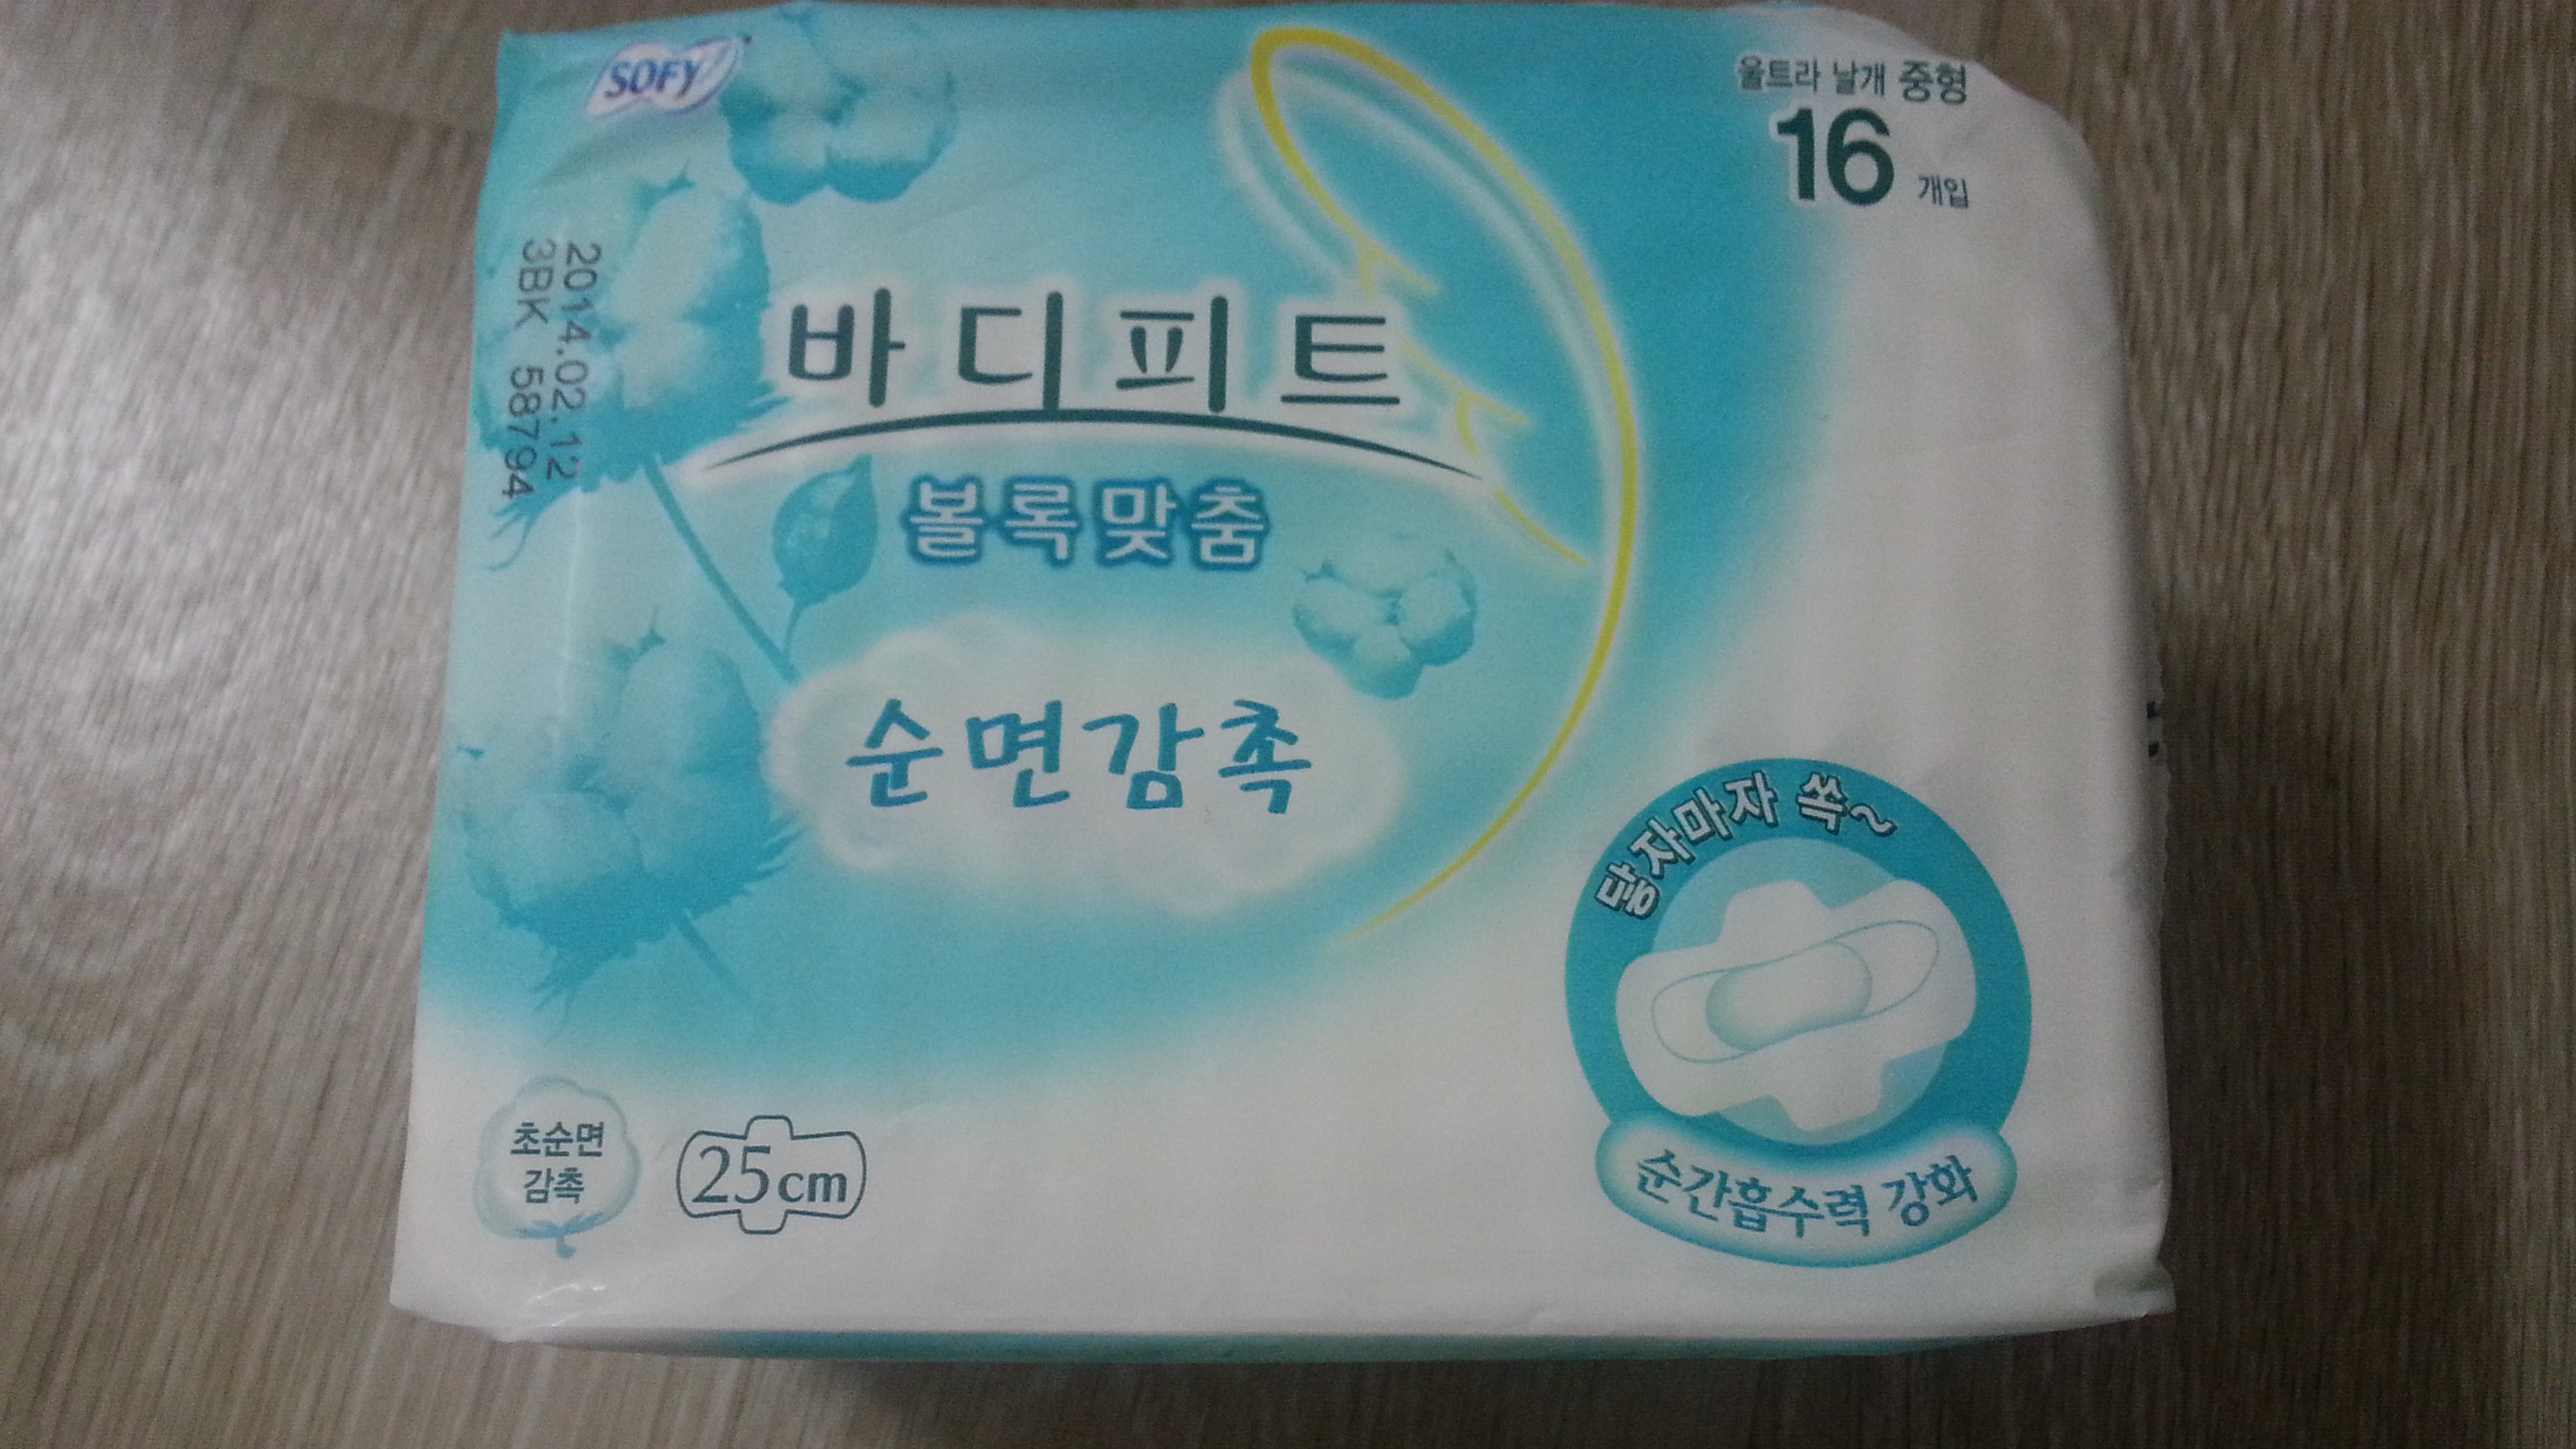 SOFY
울트라 날개 중형
16 개입
2014.02.12
3BK 58794
바디피트
볼록맞춤
순면감촉
닿자마자 쏙~
순간흡수력 강화
초순면
감촉
25cm